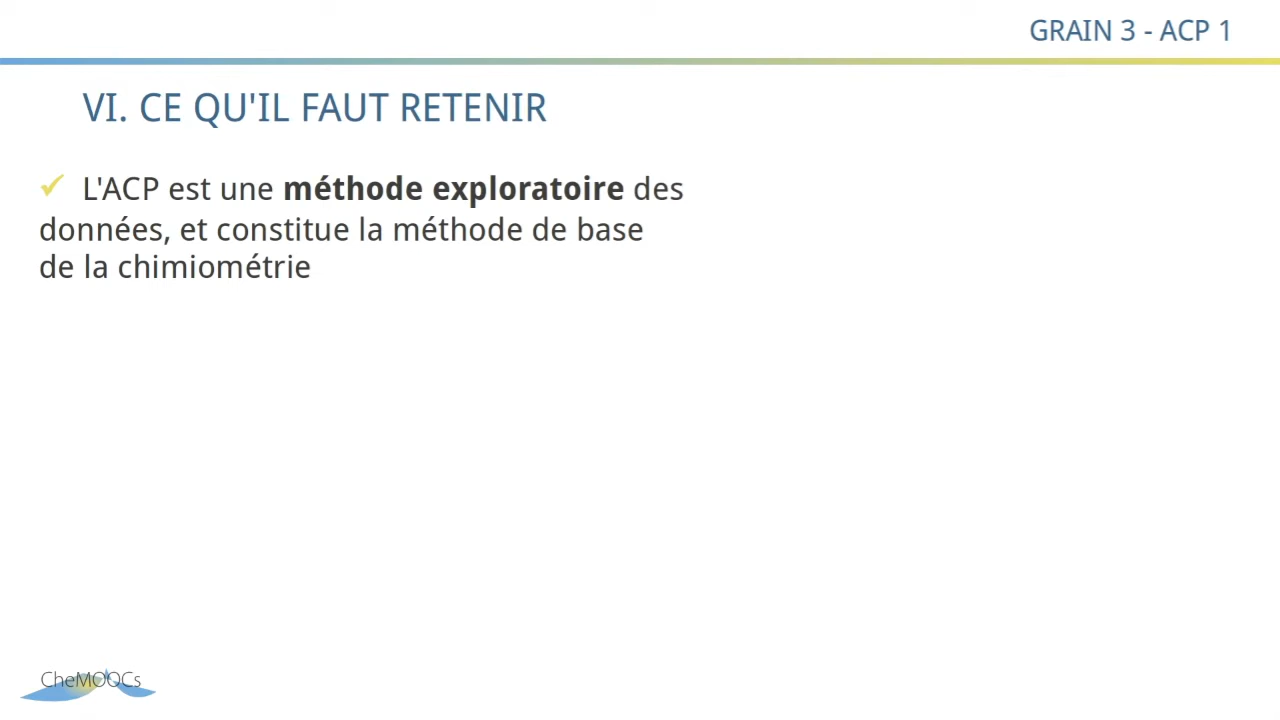 GRAIN 3 - ACP 1
VI. CE QU'IL FAUT RETENIR
✓ L'ACP est une méthode exploratoire des
données, et constitue la méthode de base
de la chimiométrie
CheMOOCs